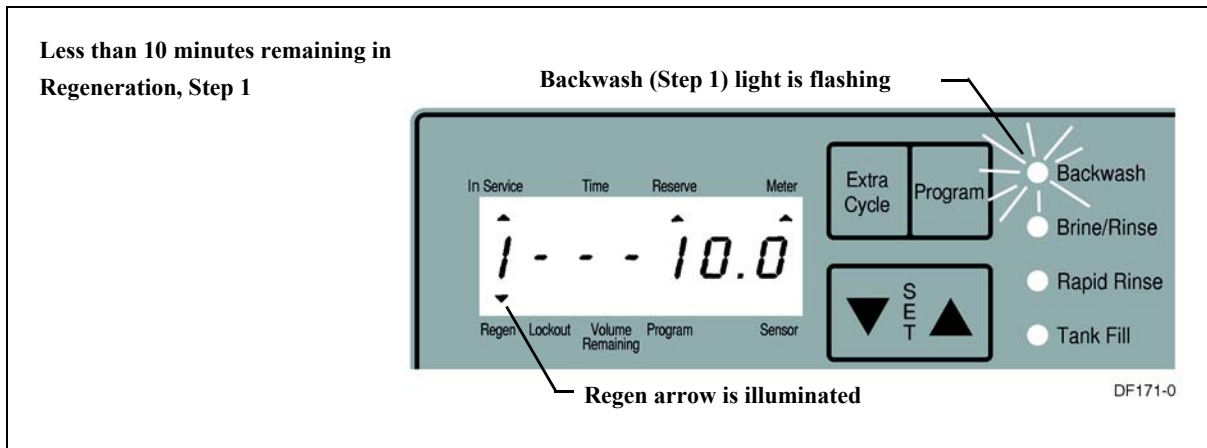 Less than 10 minutes remaining in
Regeneration, Step 1
Backwash (Step 1) light is flashing
In Service Time Reserve Meter
1 - - - 10.0
Regen Lockout Volume Remaining Program Sensor
Extra Cycle
Program
SET
Backwash
Brine/Rinse
Rapid Rinse
Tank Fill
Regen arrow is illuminated
DF171-0